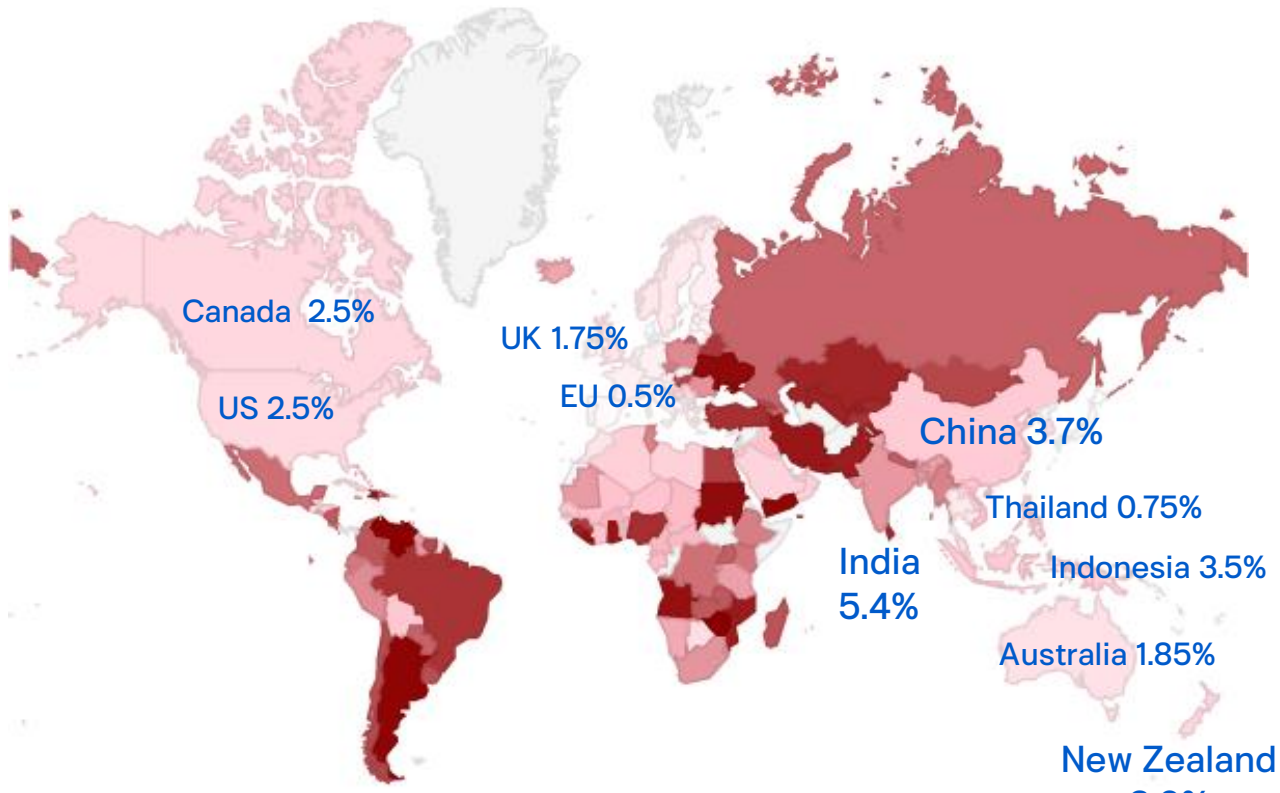 Canada 2.5%
UK 1.75%
EU 0.5%
US 2.5%
China 3.7%
Thailand 0.75%
India
5.4%
Indonesia 3.5%
Australia 1.85%
New Zealand